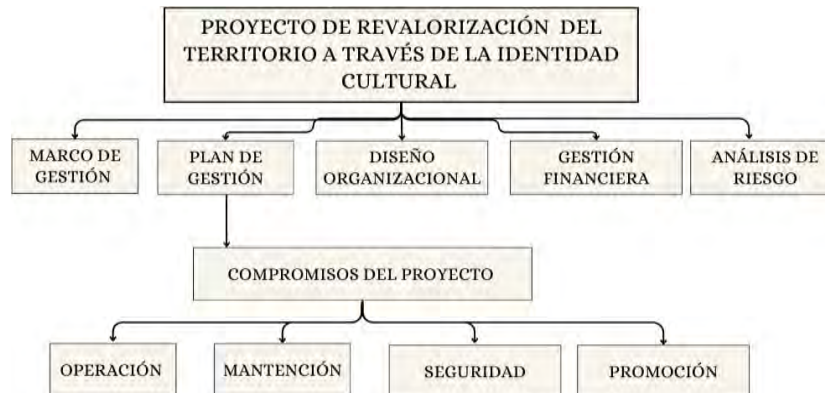 PROYECTO DE REVALORIZACIÓN DEL
TERRITORIO A TRAVÉS DE LA IDENTIDAD
CULTURAL
MARCO DE
GESTIÓN
PLAN DE
GESTIÓN
DISEÑO
ORGANIZACIONAL
GESTIÓN
FINANCIERA
ANÁLISIS DE
RIESGO
COMPROMISOS DEL PROYECTO
OPERACIÓN
MANTENCIÓN
SEGURIDAD
PROMOCIÓN